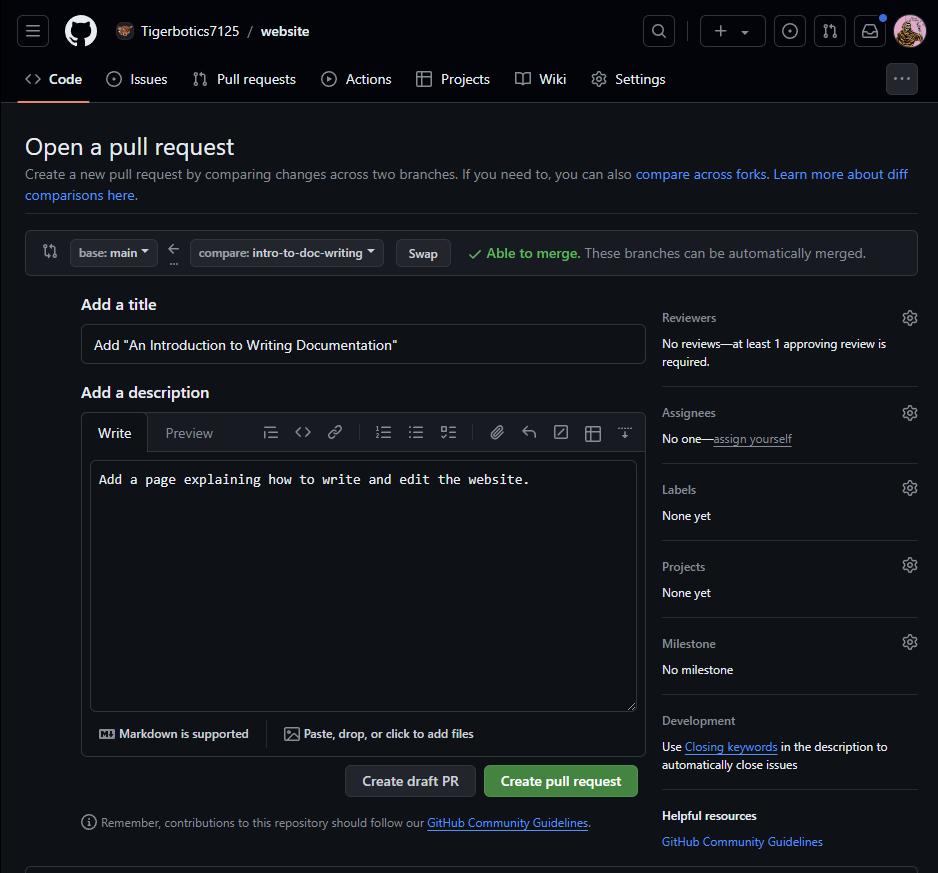 Tigerbotics7125 / website
Code Issues Pull requests Actions Projects Wiki Settings
Open a pull request
Create a new pull request by comparing changes across two branches. If you need to, you can also compare across forks. Learn more about diff
comparisons here.
base: main compare: intro-to-doc-writing Swap Able to merge. These branches can be automatically merged.
Add a title
Add "An Introduction to Writing Documentation"
Add a description
Write Preview
Add a page explaining how to write and edit the website.
Markdown is supported Paste, drop, or click to add files
Create draft PR Create pull request
Remember, contributions to this repository should follow our GitHub Community Guidelines.
Reviewers
No reviews—at least 1 approving review is
required.
Assignees
No one—assign yourself
Labels
None yet
Projects
None yet
Milestone
No milestone
Development
Use Closing keywords in the description to
automatically close issues
Helpful resources
GitHub Community Guidelines